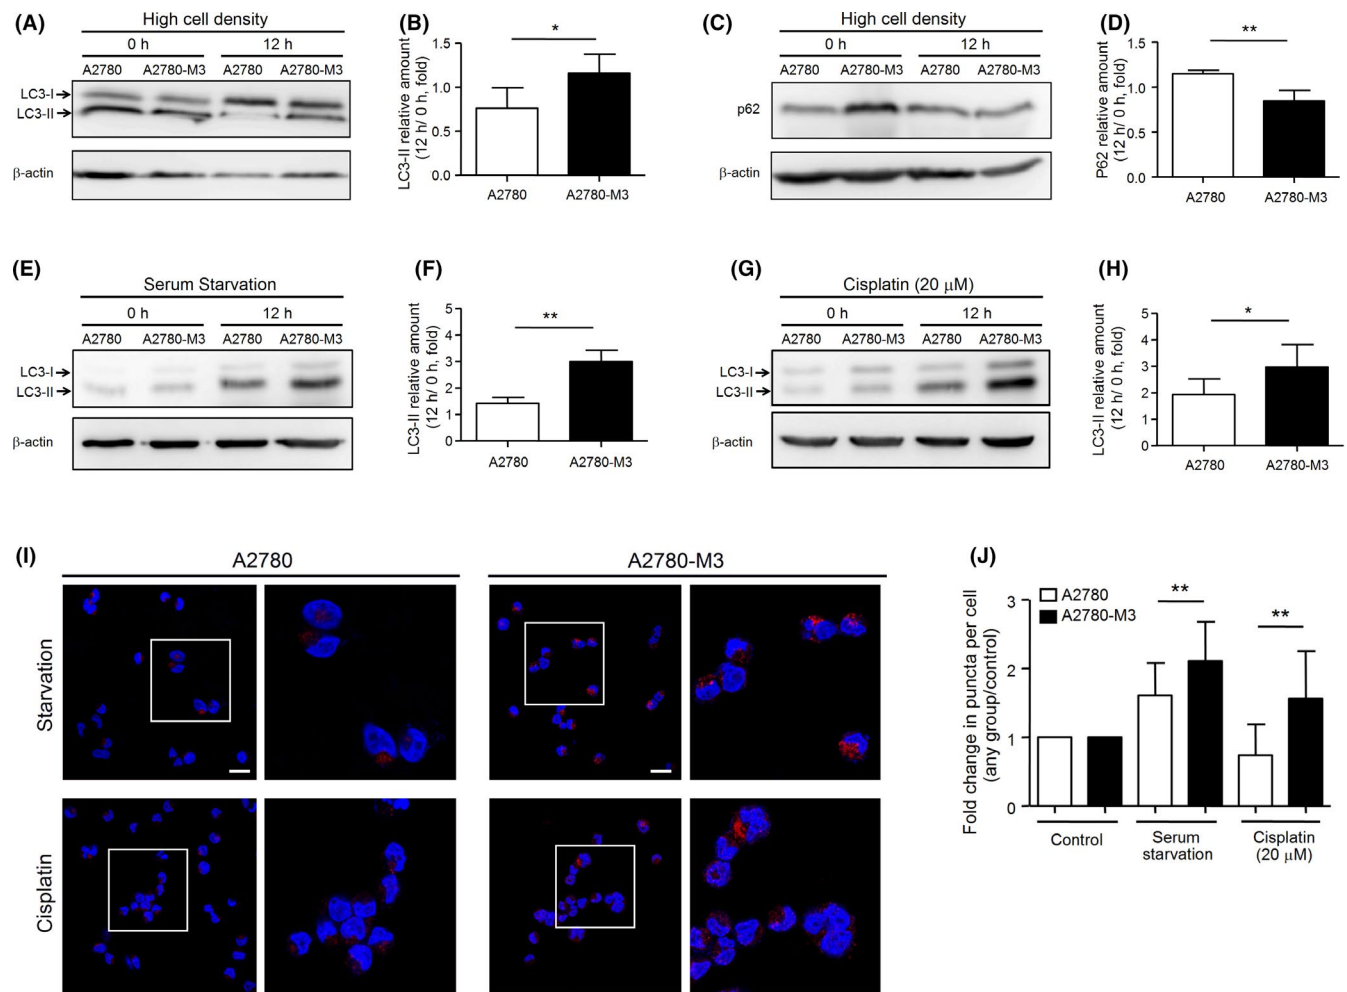 (A)
High cell density
0 h 12 h
A2780 A2780-M3 A2780 A2780-M3
LC3-I
LC3-II
β-actin
(B)
LC3-II relative amount
(12 h/ 0 h, fold)
1.5
1.0
0.5
0.0
*
A2780 A2780-M3
(C)
High cell density
0 h 12 h
A2780 A2780-M3 A2780 A2780-M3
p62
β-actin
(D)
P62 relative amount
(12 h/ 0 h, fold)
1.5
1.0
0.5
0.0
**
A2780 A2780-M3
(E)
Serum Starvation
0 h 12 h
A2780 A2780-M3 A2780 A2780-M3
LC3-I
LC3-II
β-actin
(F)
LC3-II relative amount
(12 h/ 0 h, fold)
5
4
3
2
1
0
**
A2780 A2780-M3
(G)
Cisplatin (20 μM)
0 h 12 h
A2780 A2780-M3 A2780 A2780-M3
LC3-I
LC3-II
β-actin
(H)
LC3-II relative amount
(12 h/ 0 h, fold)
5
4
3
2
1
0
*
A2780 A2780-M3
(I)
A2780 A2780-M3
Starvation
Cisplatin
(J)
Fold change in puncta per cell
(any group/control)
3
2
1
0
A2780
A2780-M3
** **
Control Serum Cisplatin
starvation (20 μM)